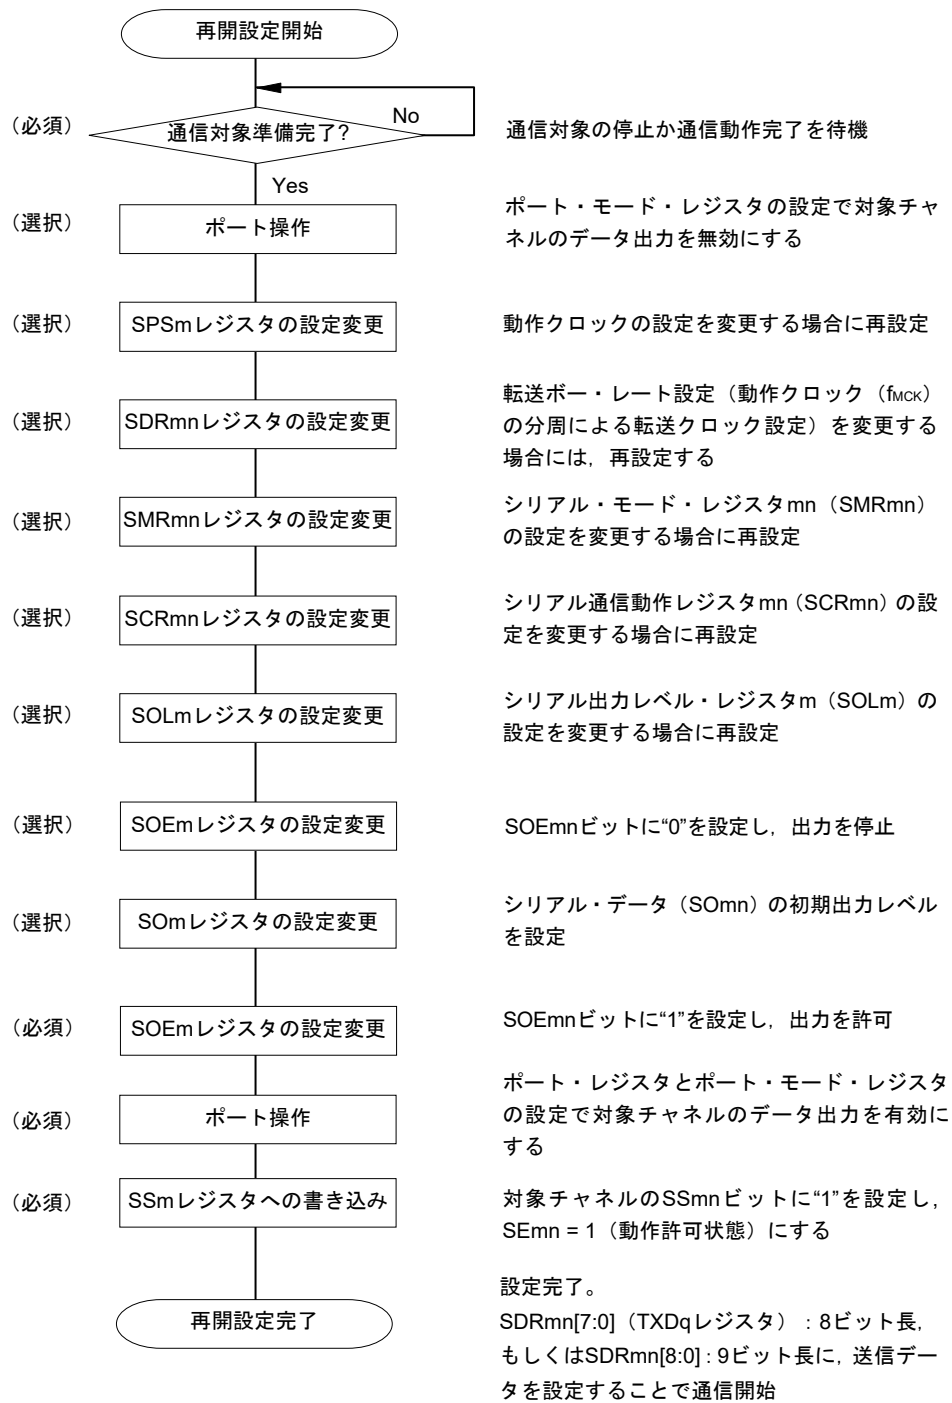 再開設定開始
(必須)
通信対象準備完了?
No
通信対象の停止か通信動作完了を待機
Yes
(選択)
ポート操作
ポート・モード・レジスタの設定で対象チャ
ネルのデータ出力を無効にする
(選択)
SPSmレジスタの設定変更
動作クロックの設定を変更する場合に再設定
(選択)
SDRmnレジスタの設定変更
転送ボー・レート設定(動作クロック(fMCK)
の分周による転送クロック設定)を変更する
場合には,再設定する
(選択)
SMRmnレジスタの設定変更
シリアル・モード・レジスタmn(SMRmn)
の設定を変更する場合に再設定
(選択)
SCRmnレジスタの設定変更
シリアル通信動作レジスタmn(SCRmn)の設
定を変更する場合に再設定
(選択)
SOLmレジスタの設定変更
シリアル出力レベル・レジスタm(SOLm)の
設定を変更する場合に再設定
(選択)
SOEmレジスタの設定変更
SOEmnビットに“0”を設定し,出力を停止
(選択)
SOmレジスタの設定変更
シリアル・データ(SOmn)の初期出力レベル
を設定
(必須)
SOEmレジスタの設定変更
SOEmnビットに“1”を設定し,出力を許可
(必須)
ポート操作
ポート・レジスタとポート・モード・レジスタ
の設定で対象チャネルのデータ出力を有効に
する
(必須)
SSmレジスタへの書き込み
対象チャネルのSSmnビットに“1”を設定し,
SEmn = 1(動作許可状態)にする
再開設定完了
設定完了。
SDRmn[7:0](TXDqレジスタ):8ビット長,
もしくはSDRmn[8:0]:9ビット長に,送信デー
タを設定することで通信開始